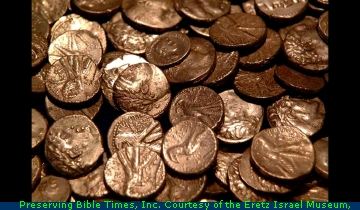 Preserving Bible Times, Inc. Courtesy of the Eretz Israel Museum,